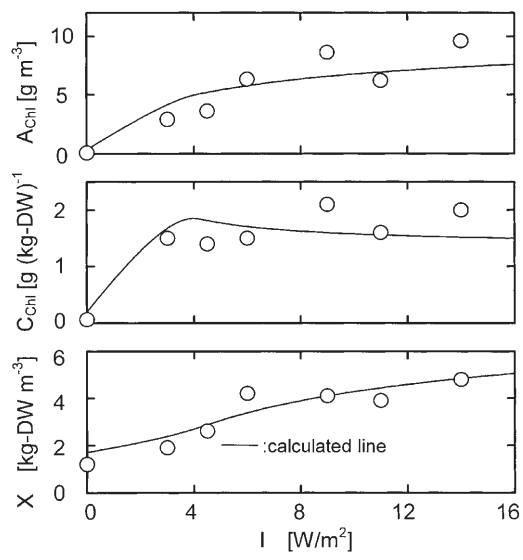 10
5
0
A_Chl [g m⁻³]
2
1
0
C_Chl [g (kg-DW)⁻¹
6
4
2
0
X [kg-DW m⁻³]
:calculated line
0 4 8 12 16
I [W/m²]